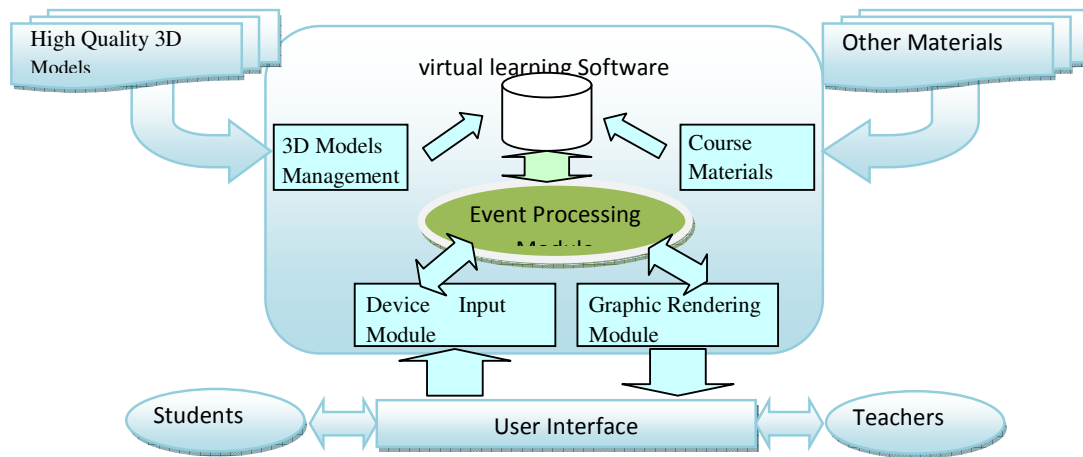 High Quality 3D
Models
Other Materials
virtual learning Software
3D Models
Management
Course
Materials
Event Processing
Module
Device Input
Module
Graphic Rendering
Module
Students
User Interface
Teachers